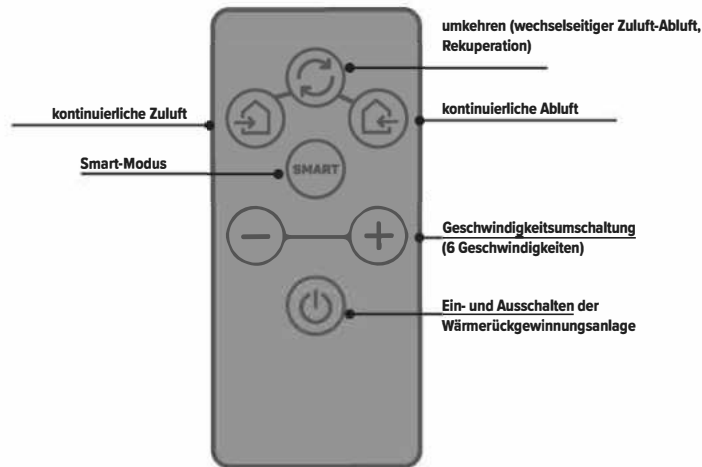 umkehren (wechselseitiger Zuluft-Abluft,
Rekuperation)
kontinuierliche Zuluft
kontinuierliche Abluft
Smart-Modus
SMART
Geschwindigkeitsumschaltung
(6 Geschwindigkeiten)
Ein- und Ausschalten der
Wärmerückgewinnungsanlage